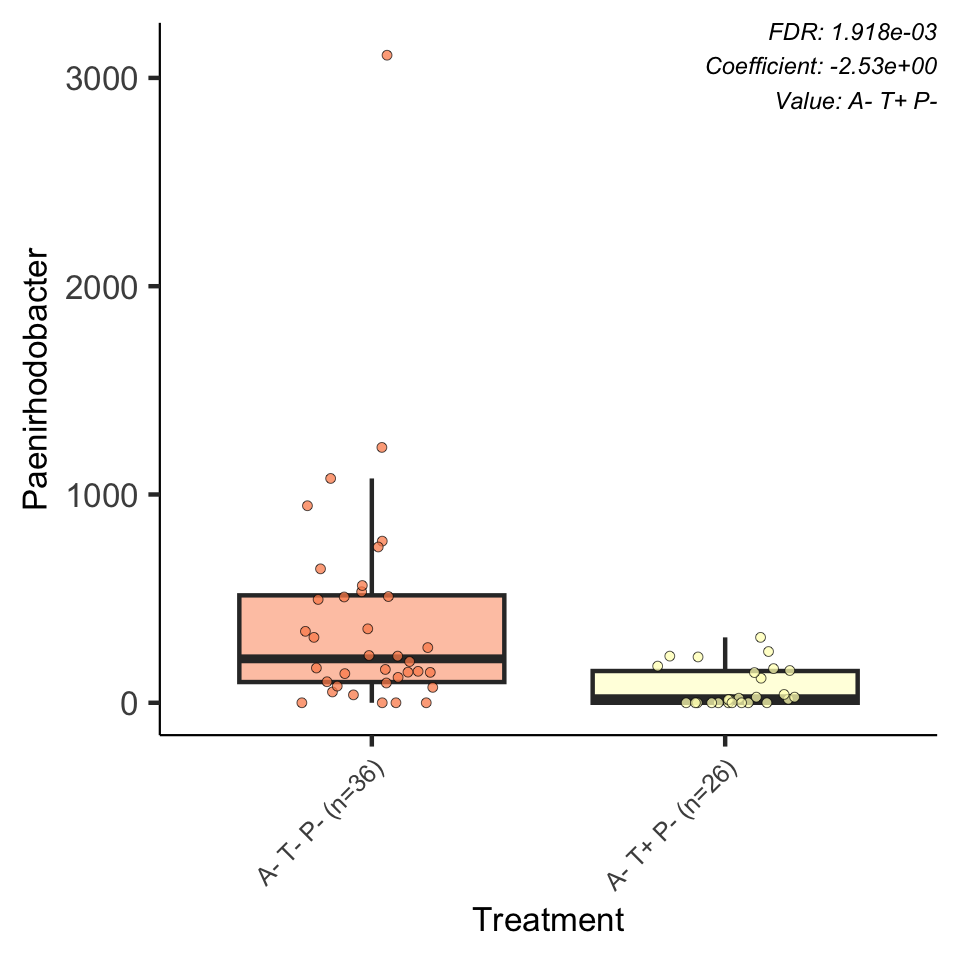 FDR: 1.918e-03
Coefficient: -2.53e+00
Value: A- T+ P-
Paenirhodobacter
3000
2000
1000
0
A- T- P- (n=36)
A- T+ P- (n=26)
Treatment